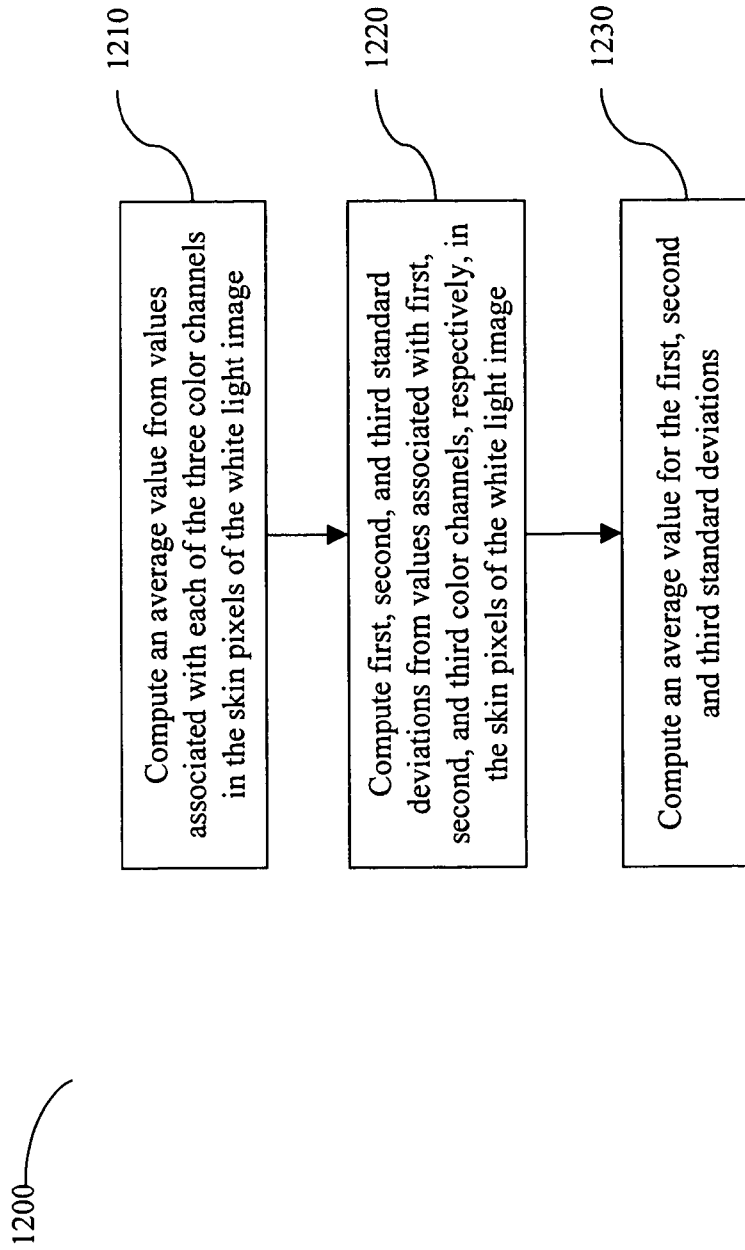 1200
1210
Compute an average value from values
associated with each of the three color channels
in the skin pixels of the white light image
1220
Compute first, second, and third standard
deviations from values associated with first,
second, and third color channels, respectively, in
the skin pixels of the white light image
1230
Compute an average value for the first, second
and third standard deviations